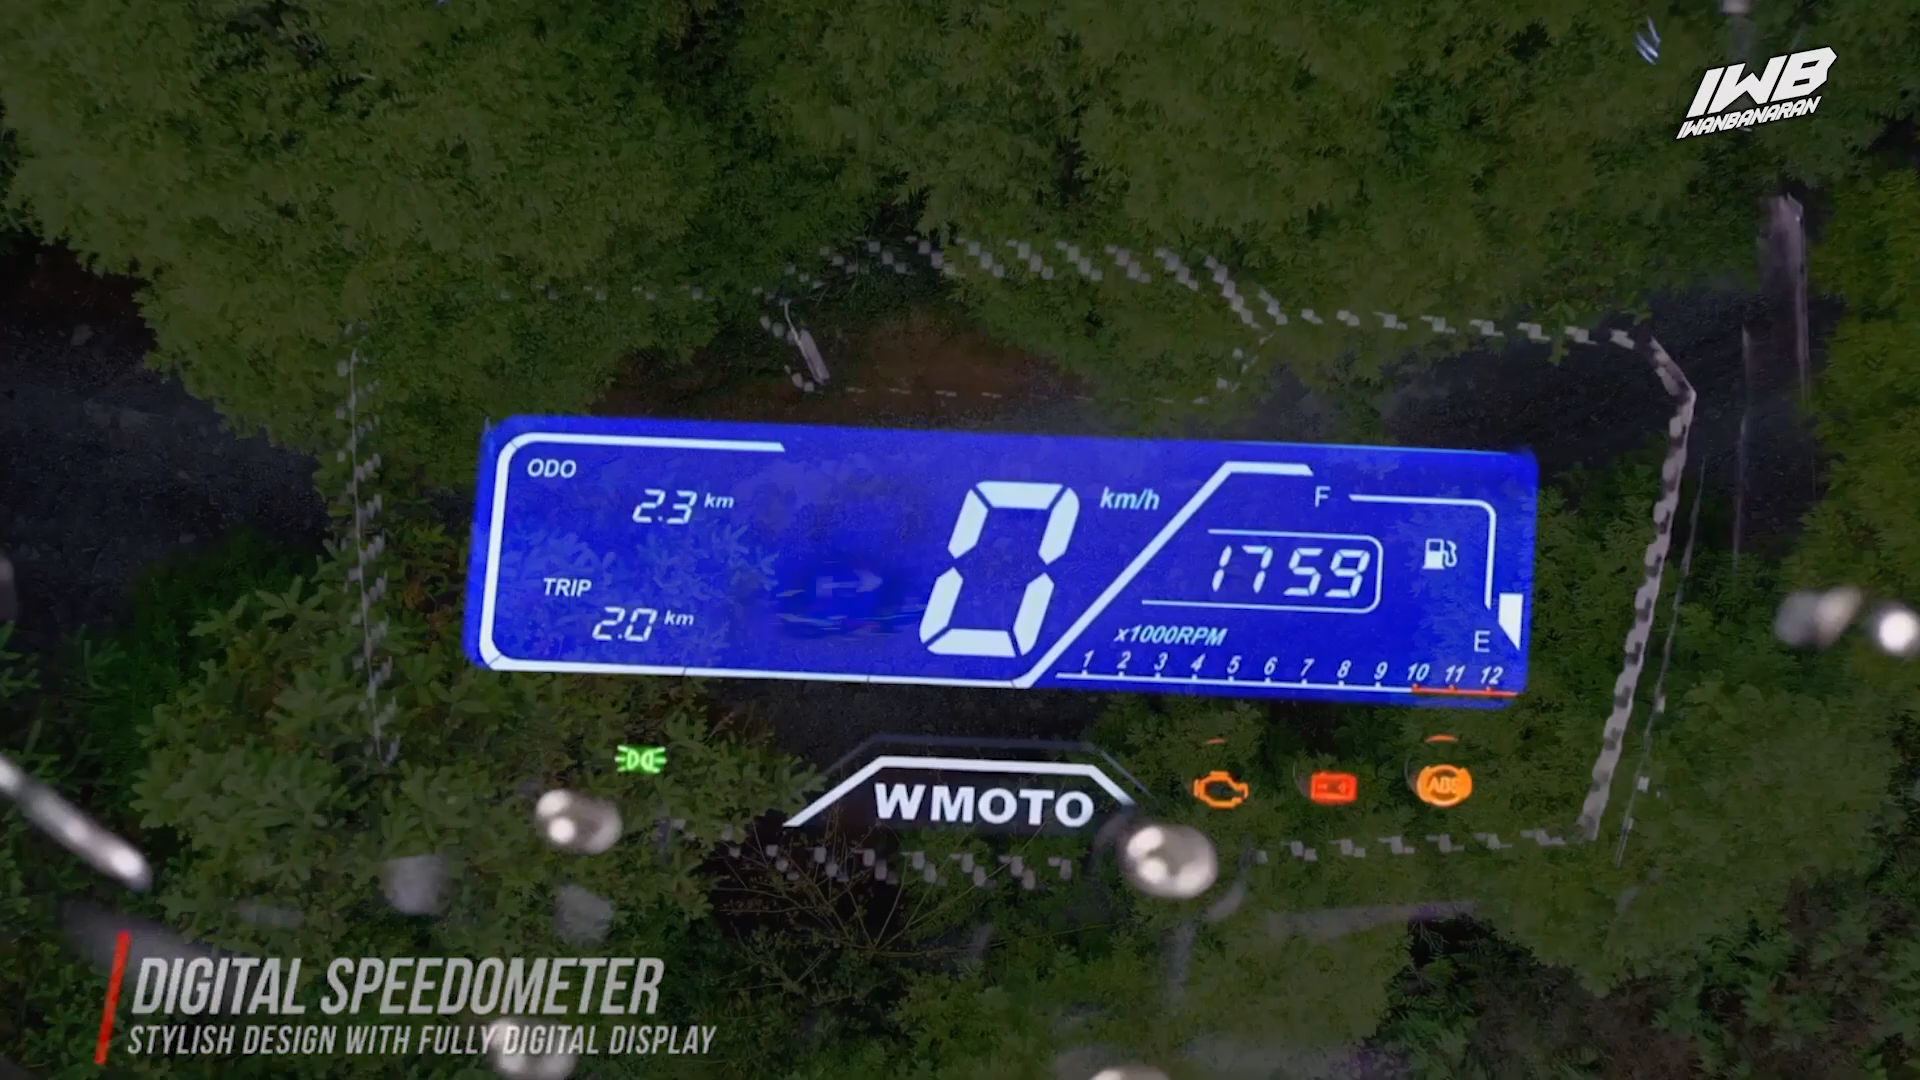 IWB
IWANBANARAN
ODO
2.3 km
TRIP
2.0 km
0 km/h
F
1759
E
x1000RPM
1 2 3 4 5 6 7 8 9 10 11 12
WMOTO
ABS
DIGITAL SPEEDOMETER
STYLISH DESIGN WITH FULLY DIGITAL DISPLAY